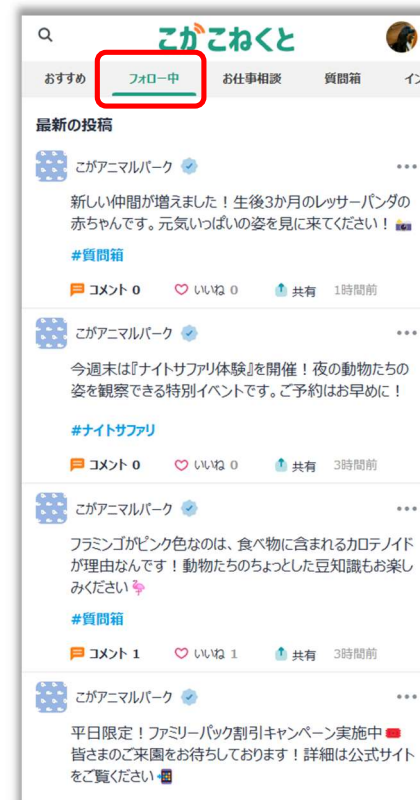 こがこねくと
おすすめ フォロー中 お仕事相談 質問箱 イン
最新の投稿
こがアニマルパーク
新しい仲間が増えました！生後3か月のレッサーパンダの
赤ちゃんです。元気いっぱいの姿を見に来てください！📸
#質問箱
コメント 0 いいね 0 共有 1時間前
こがアニマルパーク
今週末は『ナイトサファリ体験』を開催！夜の動物たちの
姿を観察できる特別イベントです。ご予約はお早めに！
#ナイトサファリ
コメント 0 いいね 0 共有 3時間前
こがアニマルパーク
フラミンゴがピンク色なのは、食べ物に含まれるカロテノイド
が理由なんです！動物たちのちょっとした豆知識もお楽し
みください🦩
#質問箱
コメント 1 いいね 1 共有 3時間前
こがアニマルパーク
平日限定！ファミリーパック割引キャンペーン実施中🎟️
皆さまのご来園をお待ちしております！詳細は公式サイト
をご覧ください📲